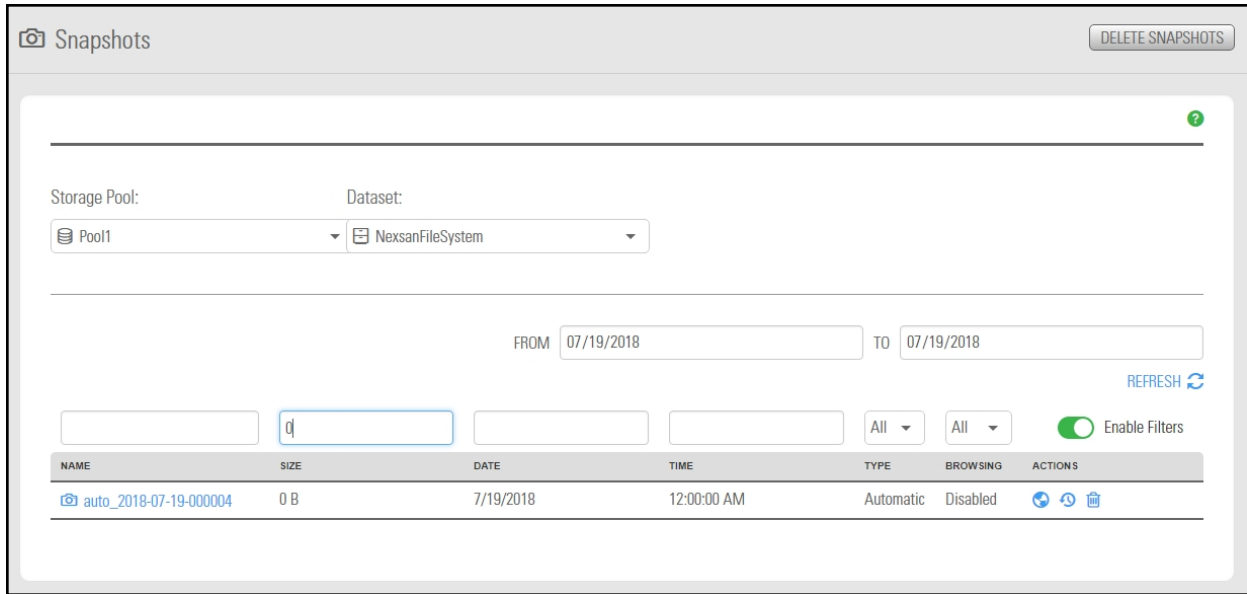 Snapshots DELETE SNAPSHOTS
?
Storage Pool: Dataset:
Pool1 NexsanFileSystem
FROM 07/19/2018 TO 07/19/2018
REFRESH
0 All All Enable Filters
NAME SIZE DATE TIME TYPE BROWSING ACTIONS
auto_2018-07-19-000004 0 B 7/19/2018 12:00:00 AM Automatic Disabled